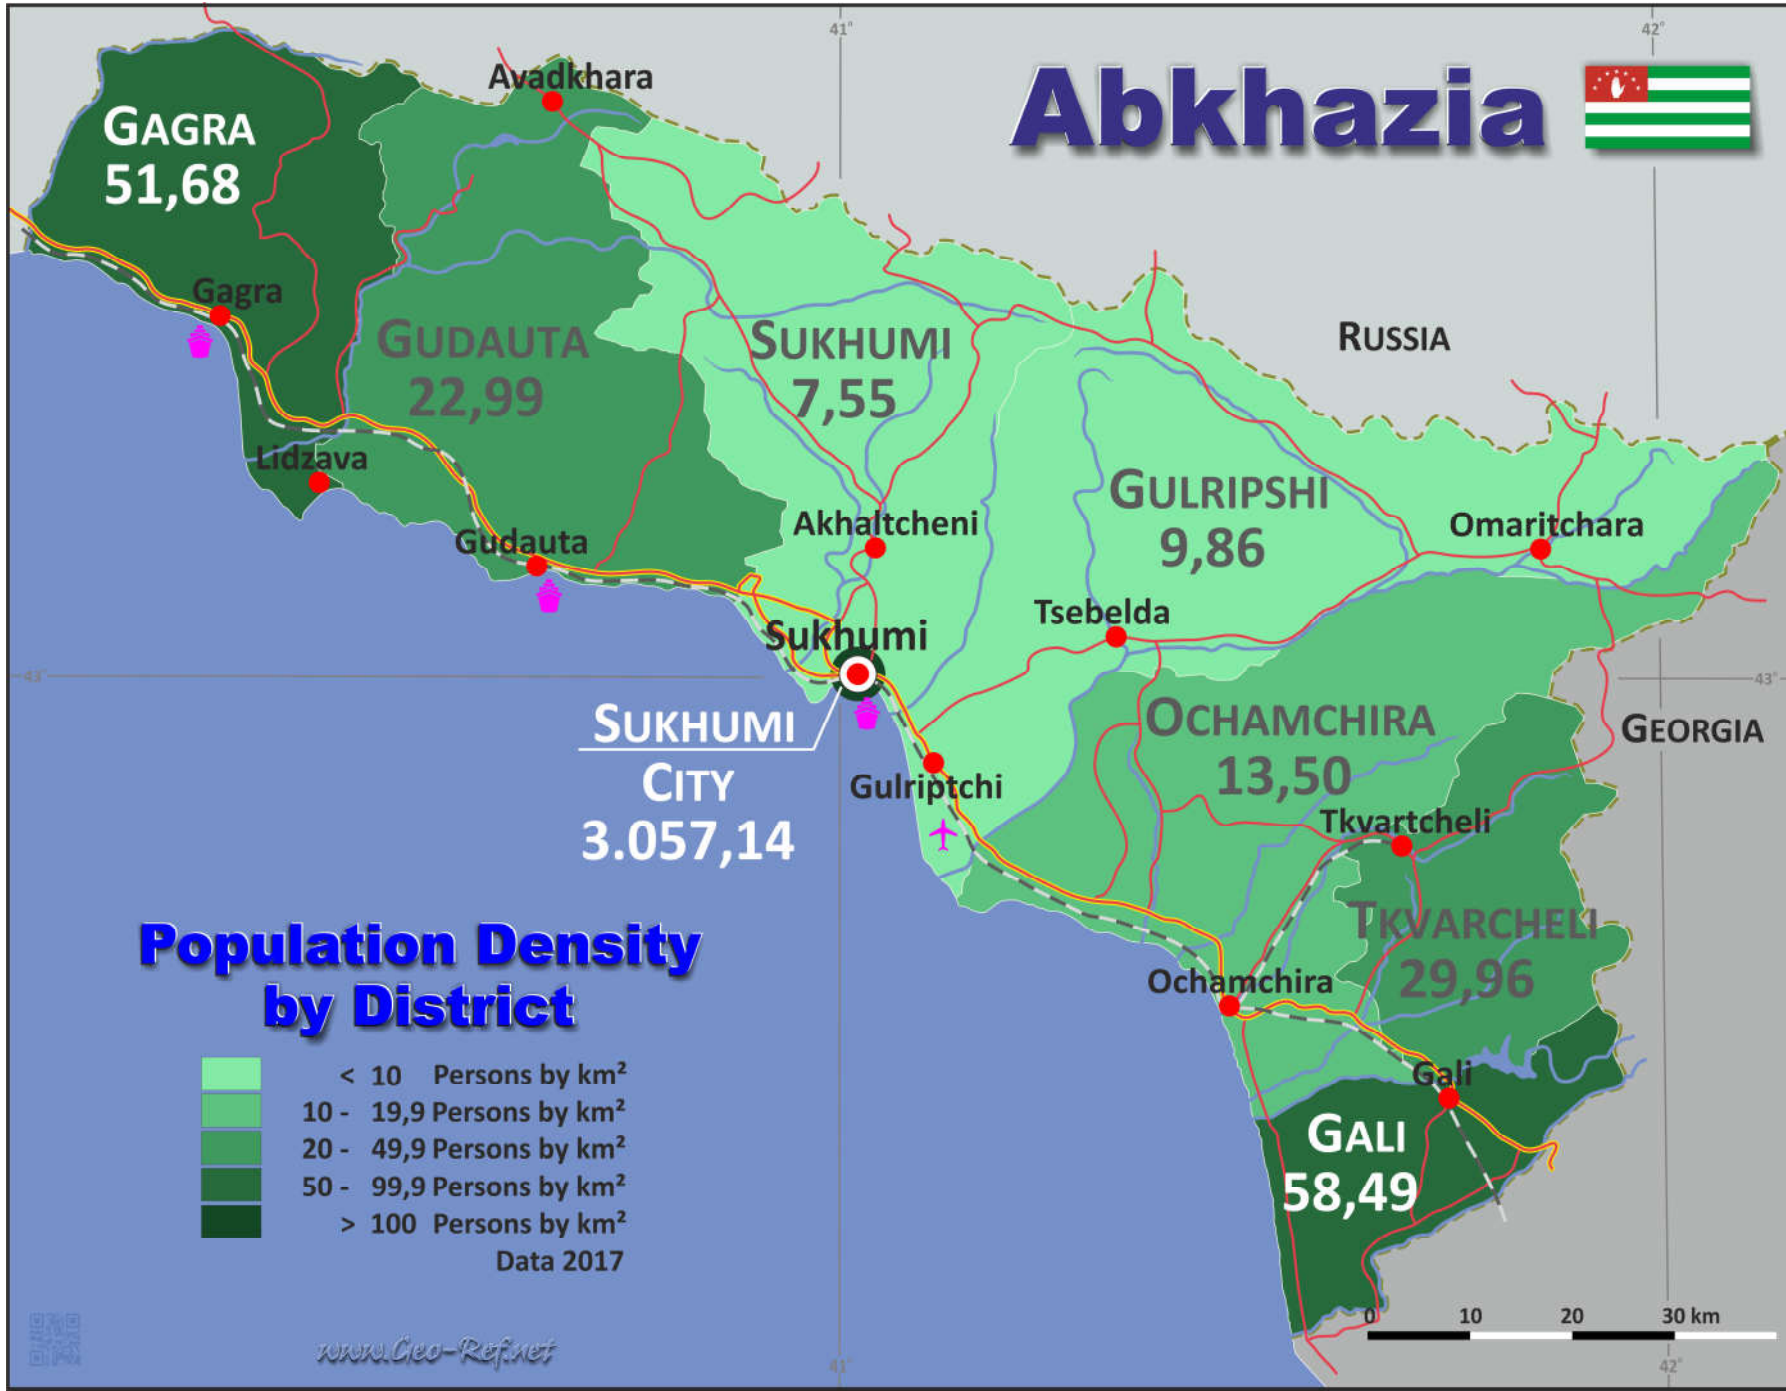 41°
42°
Abkhazia
Avadkhara
GAGRA
51,68
Gagra
GUDAUTA
22,99
SUKHUMI
7,55
RUSSIA
Lidzava
GULRIPSHI
9,86
Akhaltcheni
Omaritchara
Gudauta
Tsebelda
Sukhumi
43°
43°
SUKHUMI
CITY
3.057,14
OCHAMCHIRA
13,50
GEORGIA
Gulriptchi
Tkvartcheli
TKVARCHELI
29,96
Ochamchira
Population Density
by District
Gali
GALI
58,49
< 10 Persons by km²
10 - 19,9 Persons by km²
20 - 49,9 Persons by km²
50 - 99,9 Persons by km²
> 100 Persons by km²
Data 2017
0 10 20 30 km
www.Geo-Ref.net
41°
42°